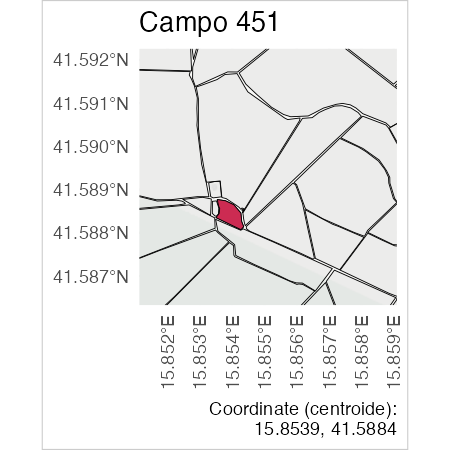 Campo 451
41.592°N
41.591°N
41.590°N
41.589°N
41.588°N
41.587°N
15.852°E
15.853°E
15.854°E
15.855°E
15.856°E
15.857°E
15.858°E
15.859°E
Coordinate (centroide):
15.8539, 41.5884